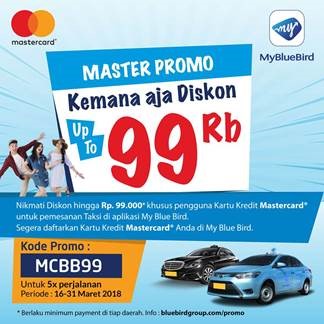 mastercard
my
MyBlueBird
MASTER PROMO
Kemana aja Diskon
Up To 99 Rb
Nikmati Diskon hingga Rp. 99.000* khusus pengguna Kartu Kredit Mastercard®
untuk pemesanan Taksi di aplikasi My Blue Bird.
Segera daftarkan Kartu Kredit Mastercard® Anda di My Blue Bird.
Kode Promo :
MCBB99
Untuk 5x perjalanan
Periode : 16-31 Maret 2018
* Berlaku minimum payment di tiap daerah. Info : bluebirdgroup.com/promo